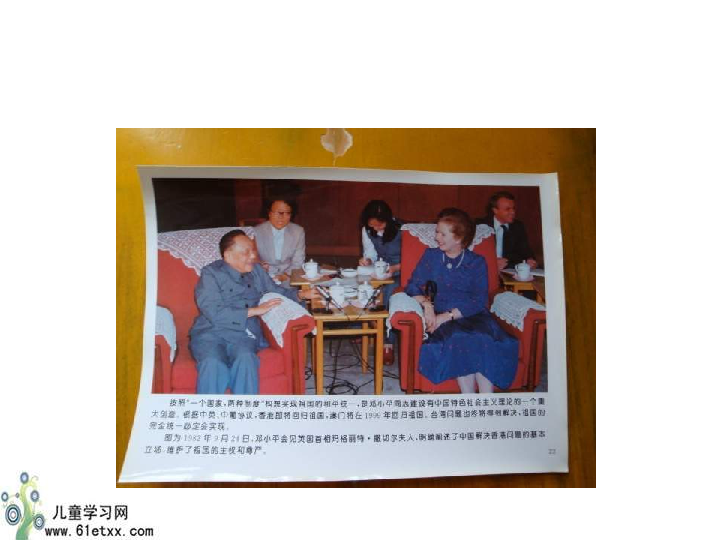 按照“一个国家,两种制度”构想实现祖国的和平统一,是邓小平同志建设有中国特色社会主义理论的一个重
大创造。根据中英、中葡协议,香港即将回归祖国,澳门将在1999年回归祖国。台湾问题也终将得到解决,祖国的
完全统一一定会实现。
图为1982年9月24日,邓小平会见英国首相玛格丽特·撒切尔夫人,明确阐述了中国解决香港问题的基本
立场,维护了祖国的主权和尊严。
22
儿童学习网
www.61etxx.com